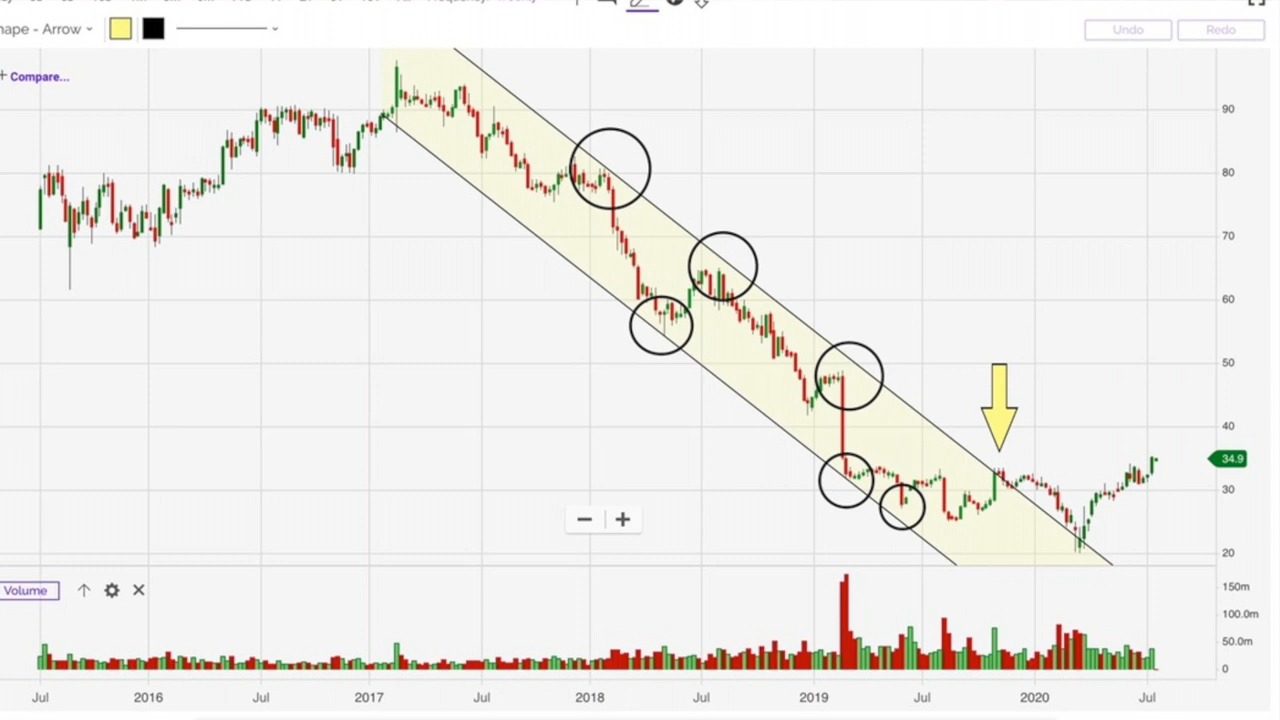 hape - Arrow
Undo
Redo
+ Compare...
90
80
70
60
50
40
34.9
30
20
− +
Volume
150m
100.0m
50.0m
0
Jul 2016 Jul 2017 Jul 2018 Jul 2019 Jul 2020 Jul